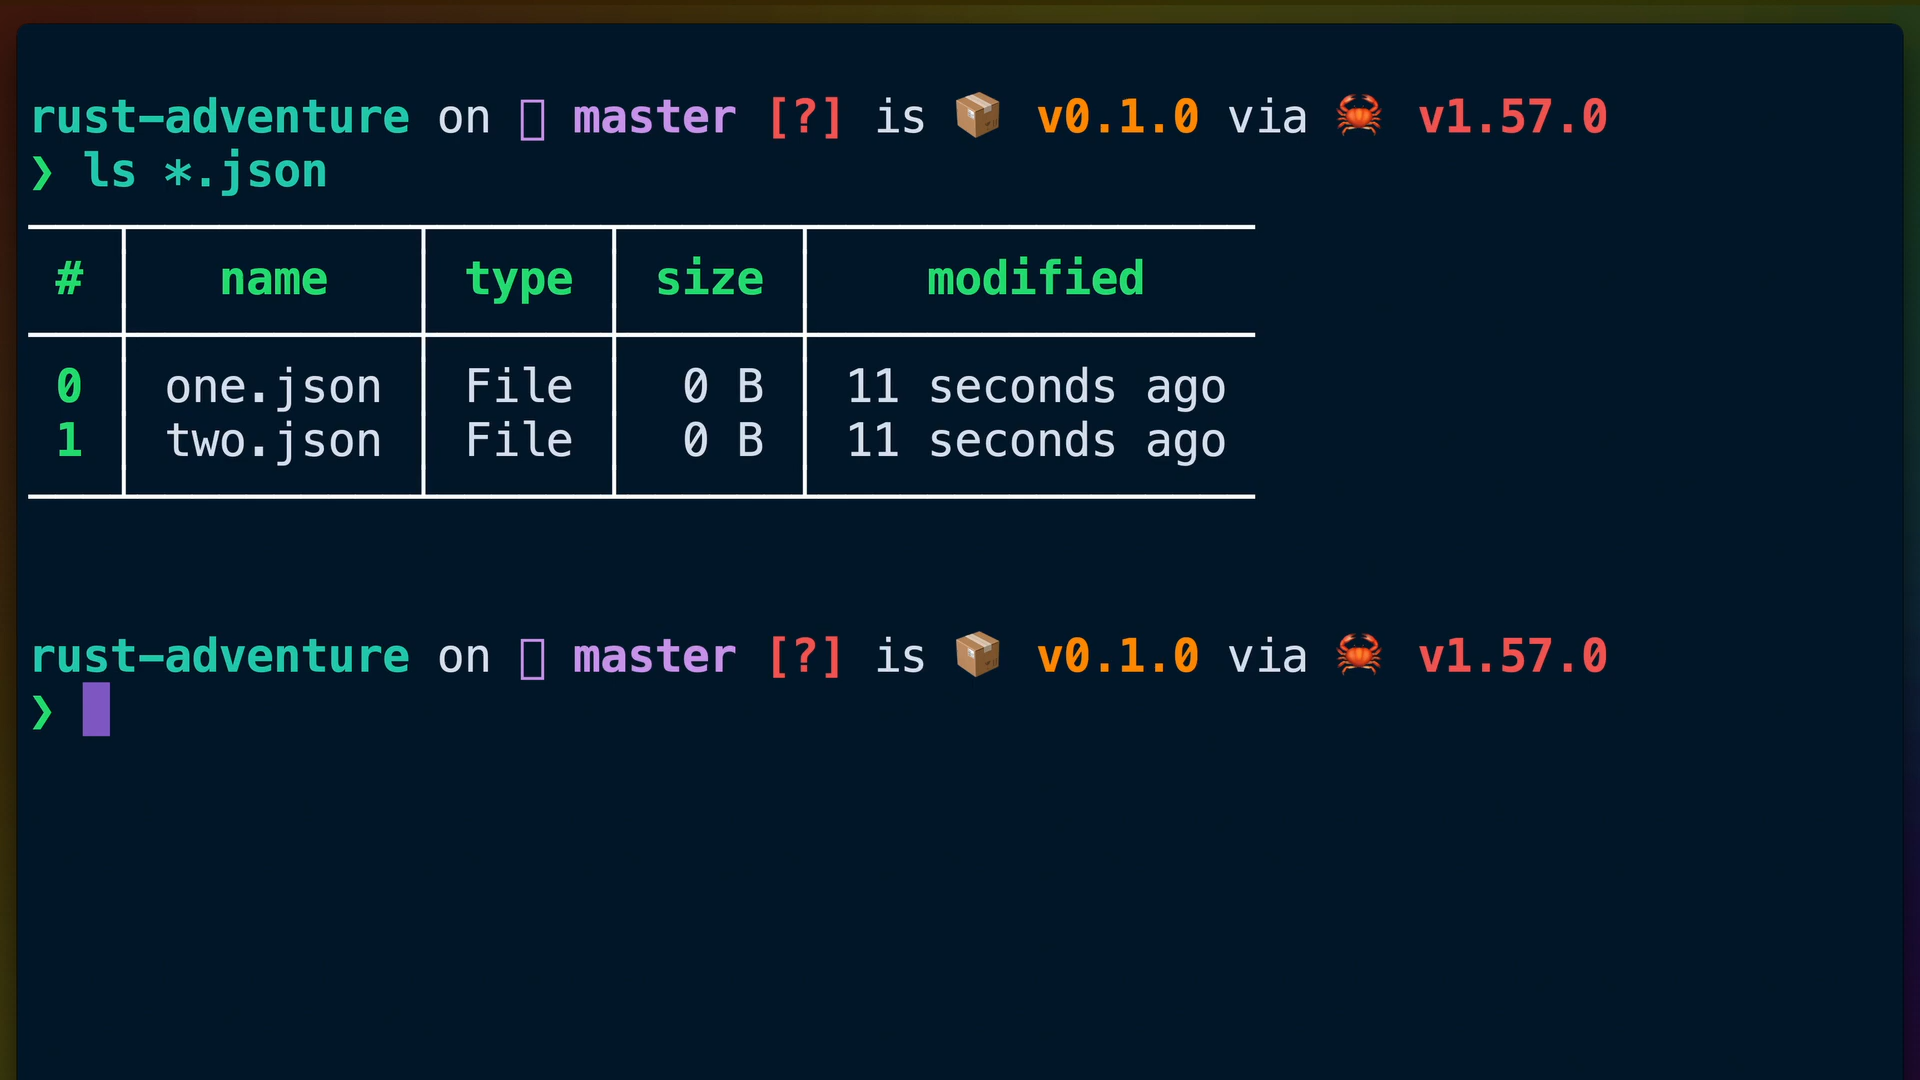 rust-adventure on master [?] is 📦 v0.1.0 via 🦀 v1.57.0
❯ ls *.json
# name type size modified
0 one.json File 0 B 11 seconds ago
1 two.json File 0 B 11 seconds ago
rust-adventure on master [?] is 📦 v0.1.0 via 🦀 v1.57.0
❯